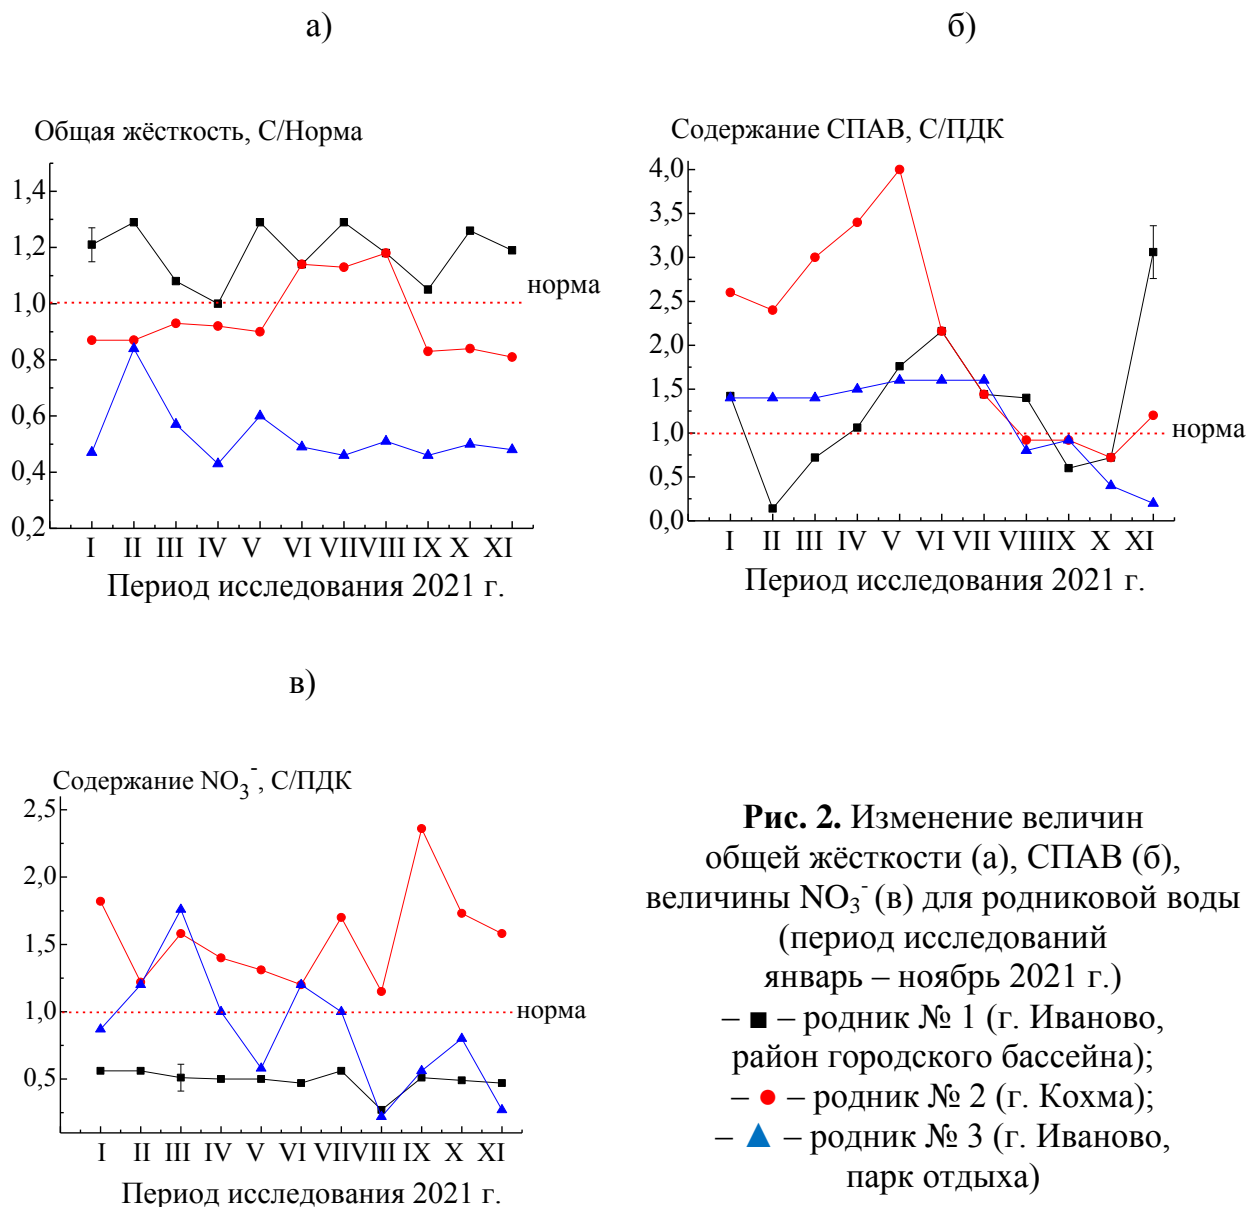 а)
Общая жёсткость, С/Норма
1,4
1,2
1,0
0,8
0,6
0,4
0,2
норма
I II III IV V VI VII VIII IX X XI
Период исследования 2021 г.
б)
Содержание СПАВ, С/ПДК
4,0
3,5
3,0
2,5
2,0
1,5
1,0
0,5
0,0
норма
I II III IV V VI VII VIII IX X XI
Период исследования 2021 г.
в)
Содержание NO₃⁻, С/ПДК
2,5
2,0
1,5
1,0
0,5
норма
I II III IV V VI VII VIII IX X XI
Период исследования 2021 г.
Рис. 2. Изменение величин
общей жёсткости (а), СПАВ (б),
величины NO₃⁻ (в) для родниковой воды
(период исследований
январь – ноябрь 2021 г.)
– ■ – родник № 1 (г. Иваново,
район городского бассейна);
– ● – родник № 2 (г. Кохма);
– ▲ – родник № 3 (г. Иваново,
парк отдыха)